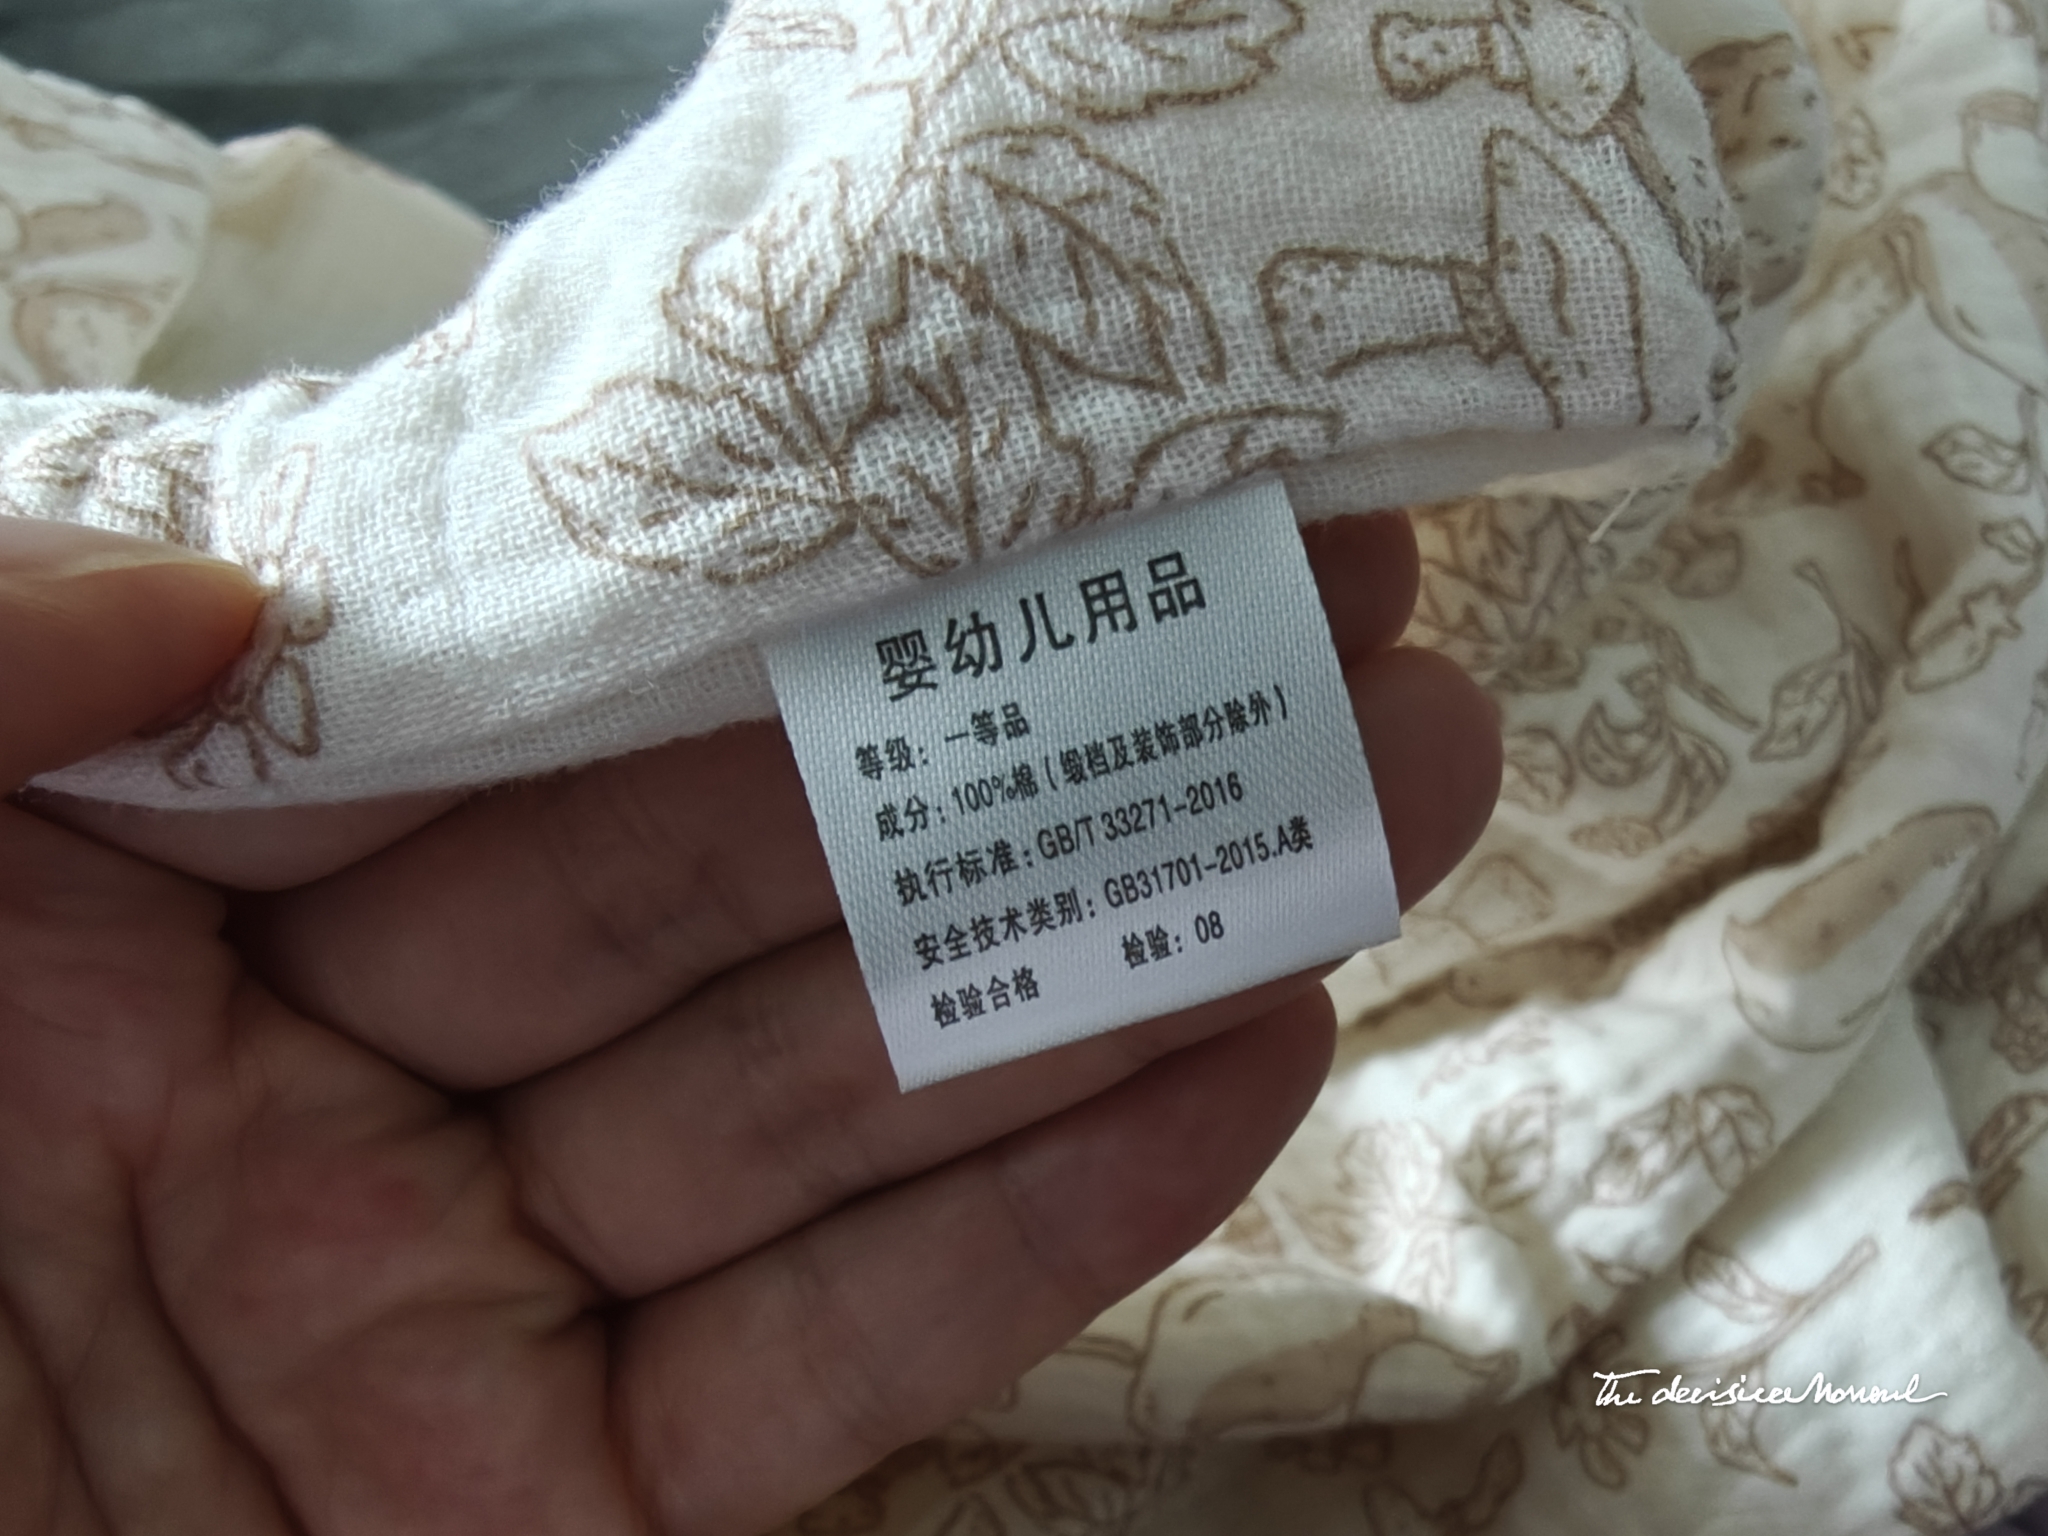 婴幼儿用品
等级：一等品
成分：100%棉（缎档及装饰部分除外）
执行标准：GB/T 33271-2016
安全技术类别：GB31701-2015.A类
检验合格 检验：08